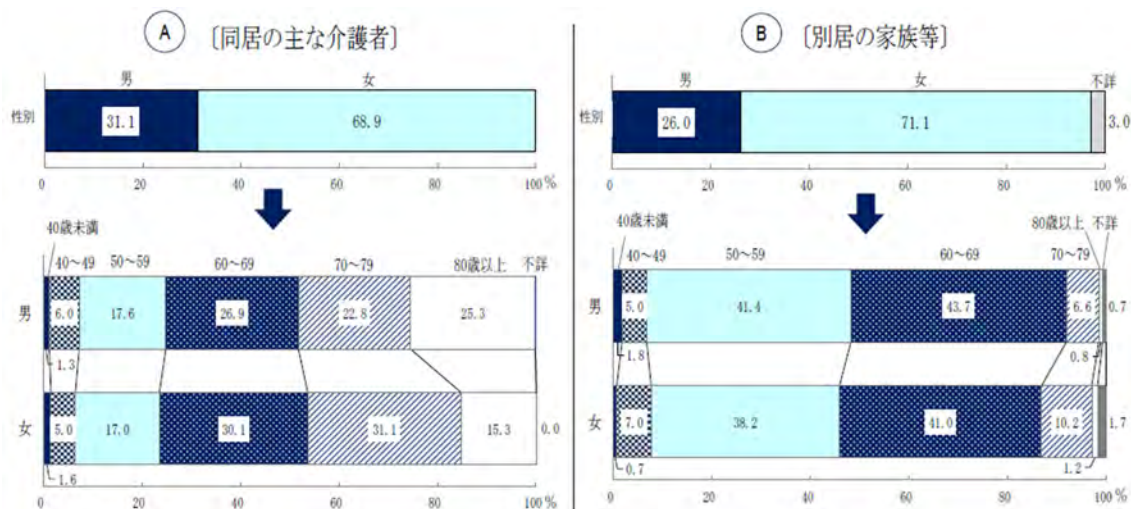 A 〔同居の主な介護者〕
男 女
性別 31.1 68.9
0 20 40 60 80 100 %
40歳未満
40～49 50～59 60～69 70～79 80歳以上 不詳
男 6.0 17.6 26.9 22.8 25.3
1.3
女 5.0 17.0 30.1 31.1 15.3 0.0
1.6
0 20 40 60 80 100 %
B 〔別居の家族等〕
男 女 不詳
性別 26.0 71.1 3.0
0 20 40 60 80 100 %
40歳未満 80歳以上 不詳
40～49 50～59 60～69 70～79
男 5.0 41.4 43.7 6.6 0.7
1.8 0.8
女 7.0 38.2 41.0 10.2 1.7
0.7 1.2
0 20 40 60 80 100 %